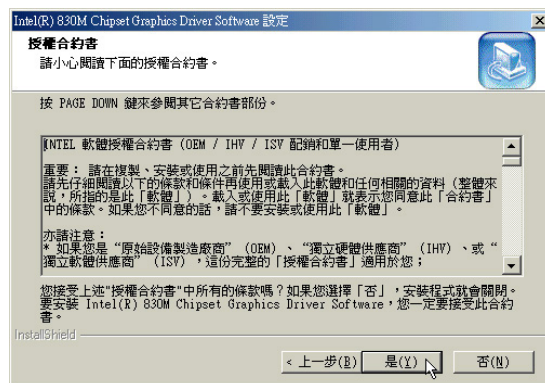 Intel(R) 830M Chipset Graphics Driver Software 設定
授權合約書
請小心閱讀下面的授權合約書。
按 PAGE DOWN 鍵來參閱其它合約書部份。
INTEL 軟體授權合約書 (OEM / IHV / ISV 配銷和單一使用者)
重要： 請在複製、安裝或使用之前先閱讀此合約書。
請先仔細閱讀以下的條款和條件再使用或載入此軟體和任何相關的資料 (整體來
說，所指的是此「軟體」)。載入或使用此「軟體」就表示您同意此「合約書」
中的條款。如果您不同意的話，請不要安裝或使用此「軟體」。
亦請注意：
* 如果您是 “原始設備製造廠商” (OEM) 、 “獨立硬體供應商” (IHV) 、或 “
獨立軟體供應商” (ISV) ，這份完整的「授權合約書」適用於您；
您接受上述"授權合約書"中所有的條款嗎？如果您選擇「否」，安裝程式就會關閉。
要安裝 Intel(R) 830M Chipset Graphics Driver Software，您一定要接受此合約
書。
InstallShield
< 上一步(B)
是(Y)
否(N)